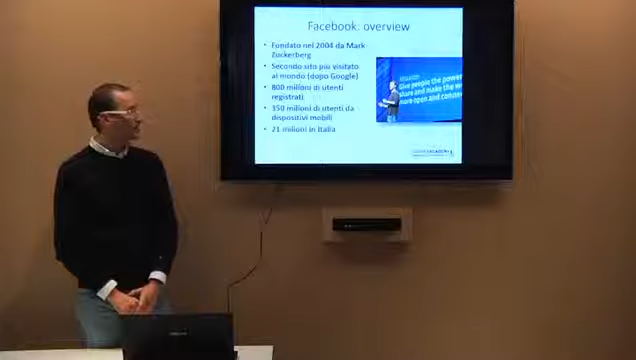 Facebook: overview
• Fondato nel 2004 da Mark
Zuckerberg
• Secondo sito più visitato
al mondo (dopo Google)
• 800 milioni di utenti
registrati
• 350 milioni di utenti da
dispositivi mobili
• 21 milioni in Italia
Give people the power
share and make the
more open and
ACADEMY